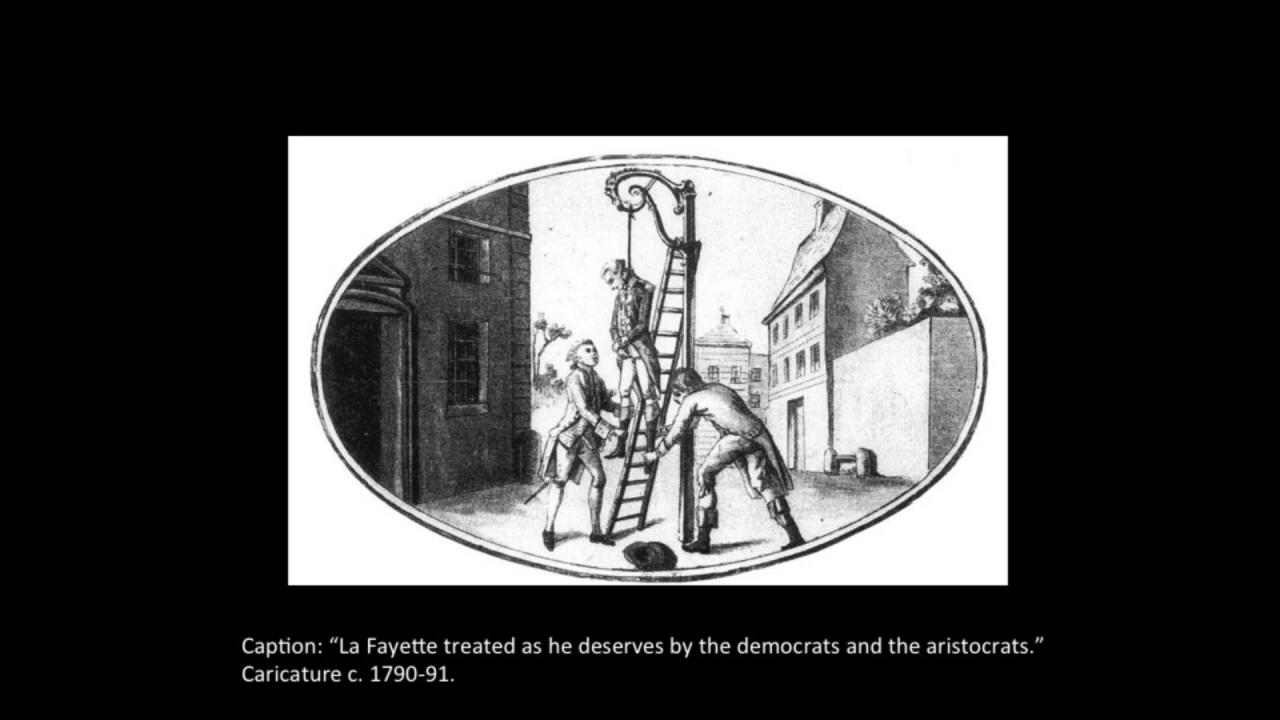 Caption: “La Fayette treated as he deserves by the democrats and the aristocrats.”
Caricature c. 1790-91.